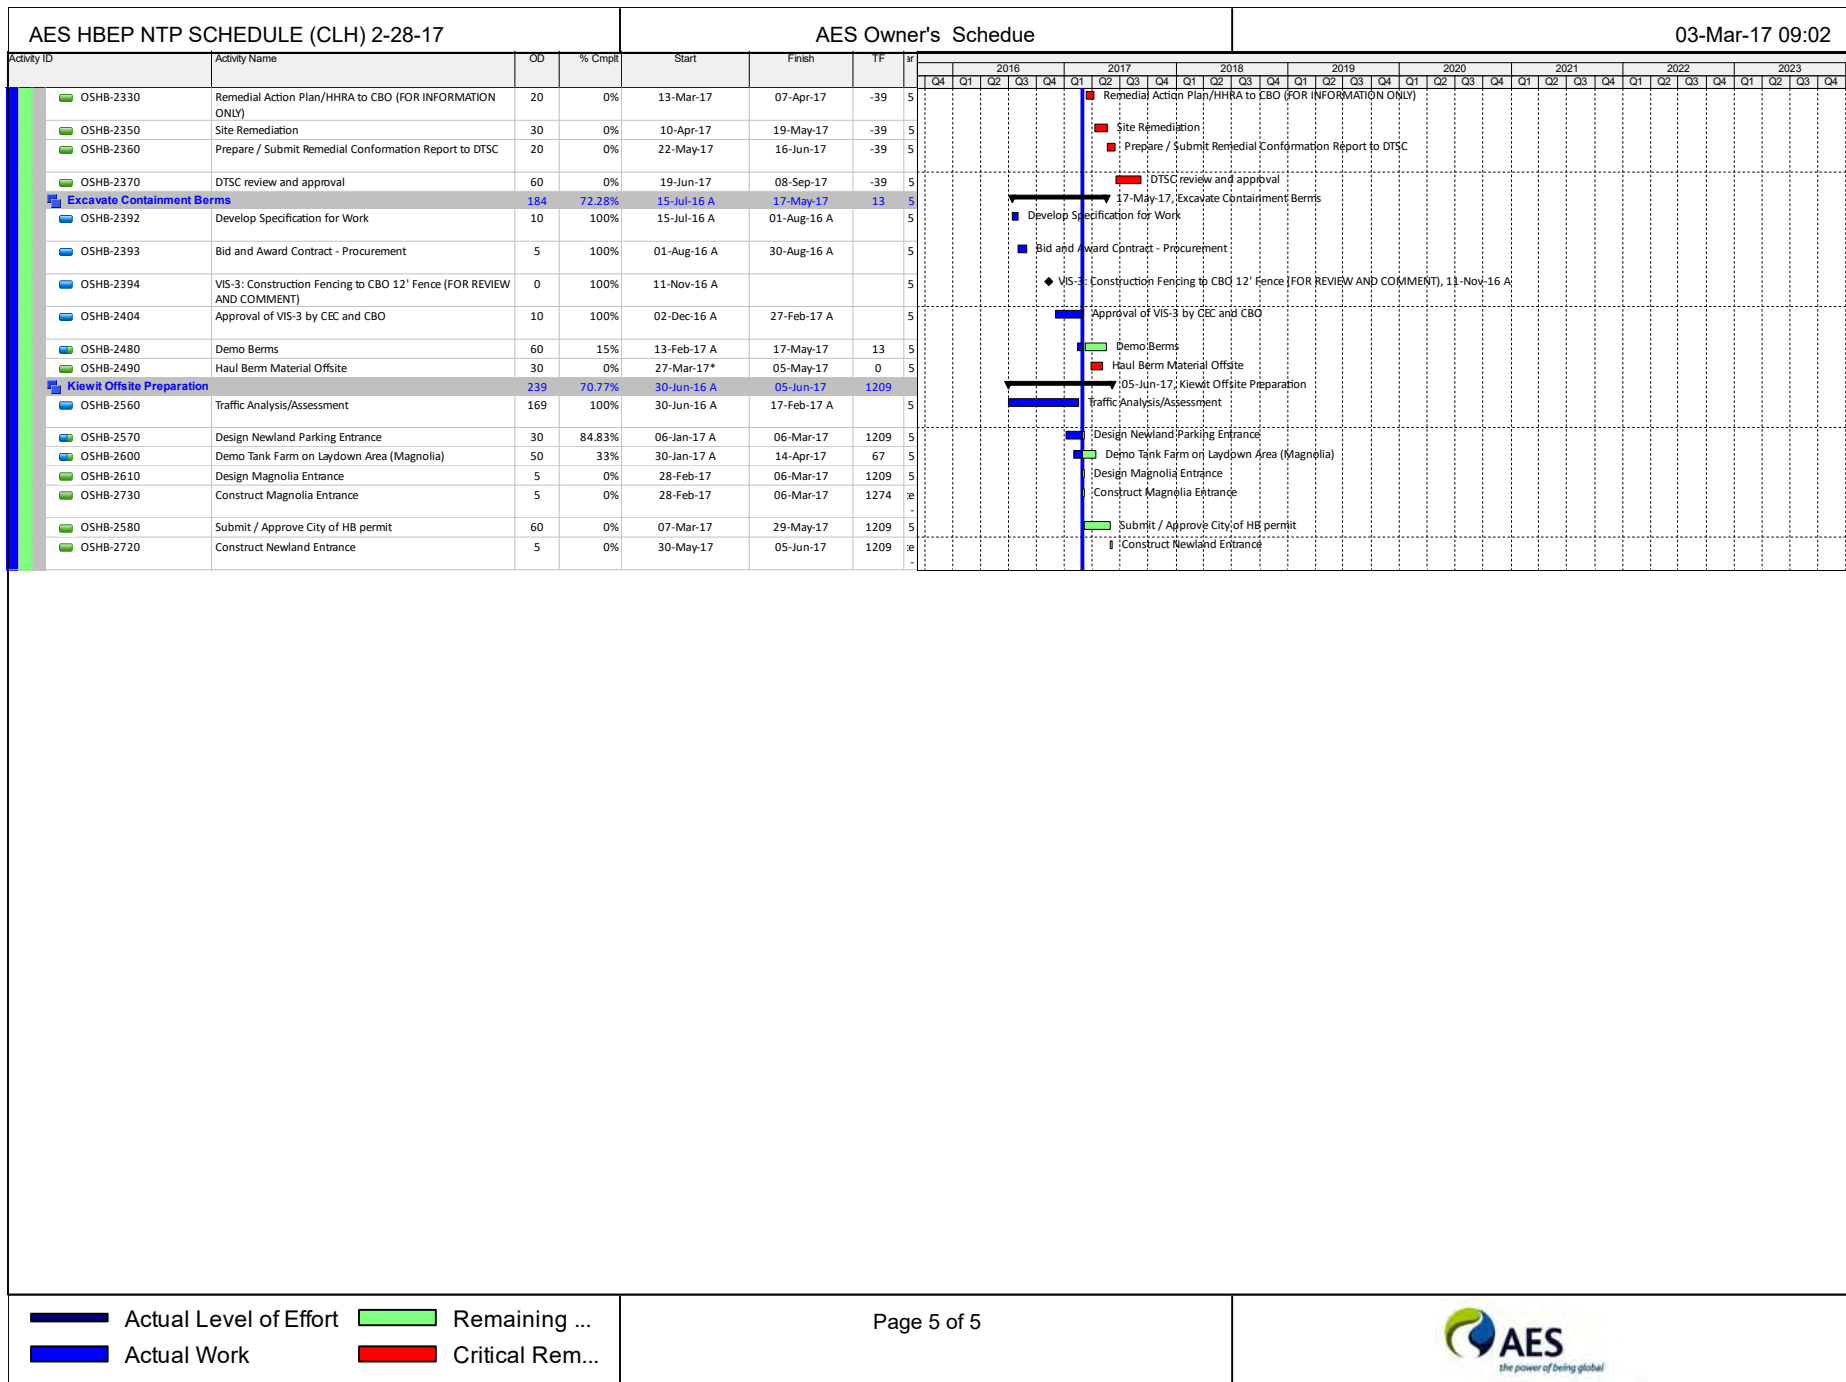 AES HBEP NTP SCHEDULE (CLH) 2-28-17 AES Owner's Schedue 03-Mar-17 09:02
Activity ID Activity Name OD % Cmplt Start Finish TF
2016 2017 2018 2019 2020 2021 2022 2023
Q4 Q1 Q2 Q3 Q4 Q1 Q2 Q3 Q4 Q1 Q2 Q3 Q4 Q1 Q2 Q3 Q4 Q1 Q2 Q3 Q4 Q1 Q2 Q3 Q4 Q1 Q2 Q3 Q4 Q1 Q2 Q3 Q4
OSHB-2330 Remedial Action Plan/HHRA to CBO (FOR INFORMATION 20 0% 13-Mar-17 07-Apr-17 -39 5 Remedial Action Plan/HHRA to CBO (FOR INFORMATION ONLY)
ONLY)
OSHB-2350 Site Remediation 30 0% 10-Apr-17 19-May-17 -39 5 Site Remediation
OSHB-2360 Prepare / Submit Remedial Conformation Report to DTSC 20 0% 22-May-17 16-Jun-17 -39 5 Prepare / Submit Remedial Conformation Report to DTSC
OSHB-2370 DTSC review and approval 60 0% 19-Jun-17 08-Sep-17 -39 5 DTSC review and approval
Excavate Containment Berms 184 72.28% 15-Jul-16 A 17-May-17 13 5 17-May-17, Excavate Containment Berms
OSHB-2392 Develop Specification for Work 10 100% 15-Jul-16 A 01-Aug-16 A 5 Develop Specification for Work
OSHB-2393 Bid and Award Contract - Procurement 5 100% 01-Aug-16 A 30-Aug-16 A 5 Bid and Award Contract - Procurement
OSHB-2394 VIS-3: Construction Fencing to CBO 12' Fence (FOR REVIEW 0 100% 11-Nov-16 A 5 VIS-3: Construction Fencing to CBO 12' Fence (FOR REVIEW AND COMMENT), 11-Nov-16 A
AND COMMENT)
OSHB-2404 Approval of VIS-3 by CEC and CBO 10 100% 02-Dec-16 A 27-Feb-17 A 5 Approval of VIS-3 by CEC and CBO
OSHB-2480 Demo Berms 60 15% 13-Feb-17 A 17-May-17 13 5 Demo Berms
OSHB-2490 Haul Berm Material Offsite 30 0% 27-Mar-17* 05-May-17 0 5 Haul Berm Material Offsite
Kiewit Offsite Preparation 239 70.77% 30-Jun-16 A 05-Jun-17 1209 05-Jun-17, Kiewit Offsite Preparation
OSHB-2560 Traffic Analysis/Assessment 169 100% 30-Jun-16 A 17-Feb-17 A 5 Traffic Analysis/Assessment
OSHB-2570 Design Newland Parking Entrance 30 84.83% 06-Jan-17 A 06-Mar-17 1209 5 Design Newland Parking Entrance
OSHB-2600 Demo Tank Farm on Laydown Area (Magnolia) 50 33% 30-Jan-17 A 14-Apr-17 67 5 Demo Tank Farm on Laydown Area (Magnolia)
OSHB-2610 Design Magnolia Entrance 5 0% 28-Feb-17 06-Mar-17 1209 5 Design Magnolia Entrance
OSHB-2730 Construct Magnolia Entrance 5 0% 28-Feb-17 06-Mar-17 1274 Construct Magnolia Entrance
OSHB-2580 Submit / Approve City of HB permit 60 0% 07-Mar-17 29-May-17 1209 5 Submit / Approve City of HB permit
OSHB-2720 Construct Newland Entrance 5 0% 30-May-17 05-Jun-17 1209 Construct Newland Entrance
Actual Level of Effort Remaining ... Page 5 of 5
Actual Work Critical Rem...
AES
the power of being global